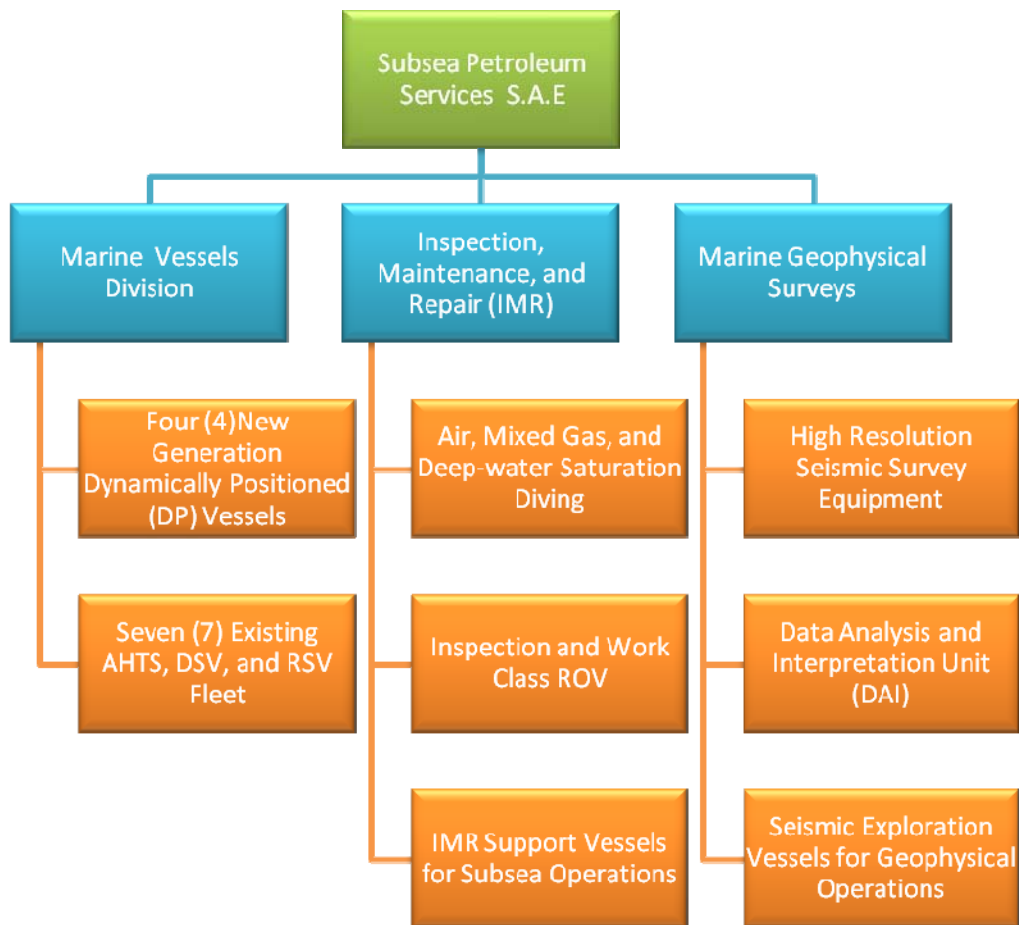 Subsea Petroleum
Services S.A.E
Marine Vessels
Division
Inspection,
Maintenance, and
Repair (IMR)
Marine Geophysical
Surveys
Four (4)New
Generation
Dynamically Positioned
(DP) Vessels
Seven (7) Existing
AHTS, DSV, and RSV
Fleet
Air, Mixed Gas, and
Deep-water Saturation
Diving
Inspection and Work
Class ROV
IMR Support Vessels
for Subsea Operations
High Resolution
Seismic Survey
Equipment
Data Analysis and
Interpretation Unit
(DAI)
Seismic Exploration
Vessels for Geophysical
Operations